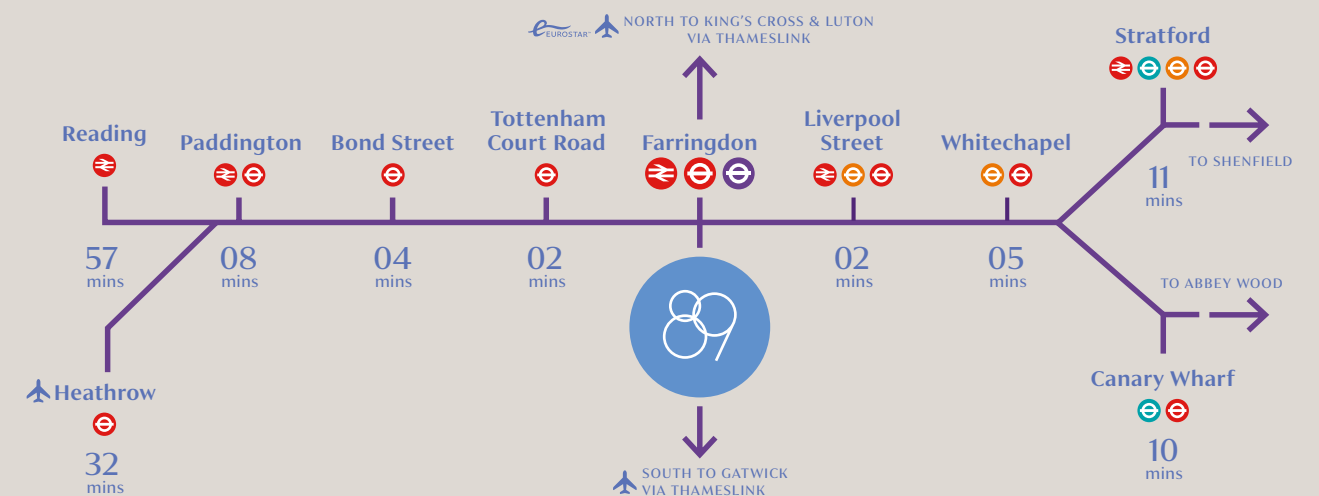 EUROSTAR™
NORTH TO KING'S CROSS & LUTON
VIA THAMESLINK
Stratford
Reading
Paddington
Bond Street
Tottenham
Court Road
Farringdon
Liverpool
Street
Whitechapel
TO SHENFIELD
11
mins
57
mins
08
mins
04
mins
02
mins
89
02
mins
05
mins
TO ABBEY WOOD
Heathrow
32
mins
Canary Wharf
10
mins
SOUTH TO GATWICK
VIA THAMESLINK